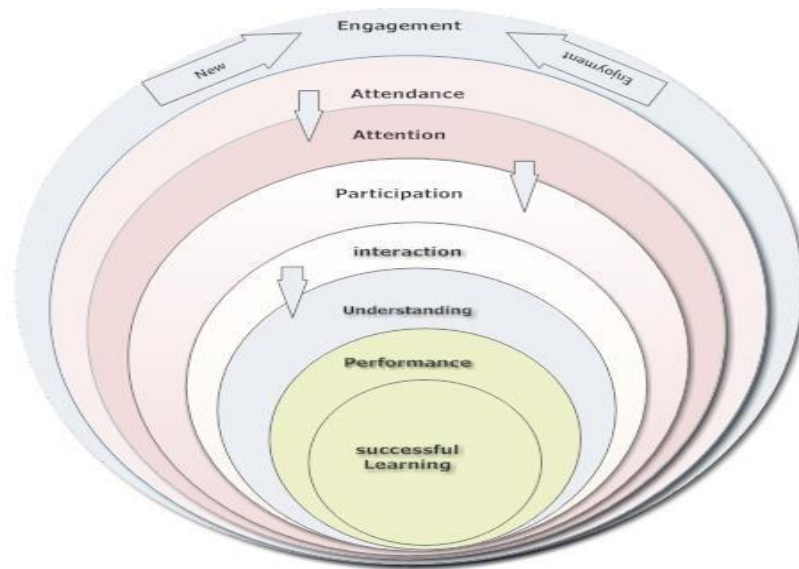 Engagement
New
Enjoyment
Attendance
Attention
Participation
interaction
Understanding
Performance
successful
Learning